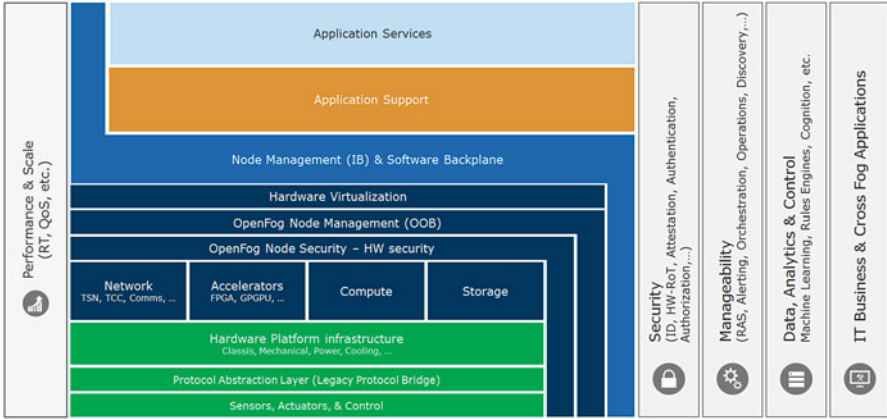 Performance & Scale
(RT, QoS, etc.)
Application Services
Application Support
Node Management (IB) & Software Backplane
Hardware Virtualization
OpenFog Node Management (OOB)
OpenFog Node Security – HW security
Network
TSN, TCC, Comms, ...
Accelerators
FPGA, GPGPU, ...
Compute
Storage
Hardware Platform infrastructure
Classis, Mechanical, Power, Cooling, ...
Protocol Abstraction Layer (Legacy Protocol Bridge)
Sensors, Actuators, & Control
Security
(ID, HW-RoT, Attestation, Authentication,
Authorization,...)
Manageability
(RAS, Alerting, Orchestration, Operations, Discovery,...)
Data, Analytics & Control
Machine Learning, Rules Engines, Cognition, etc.
IT Business & Cross Fog Applications